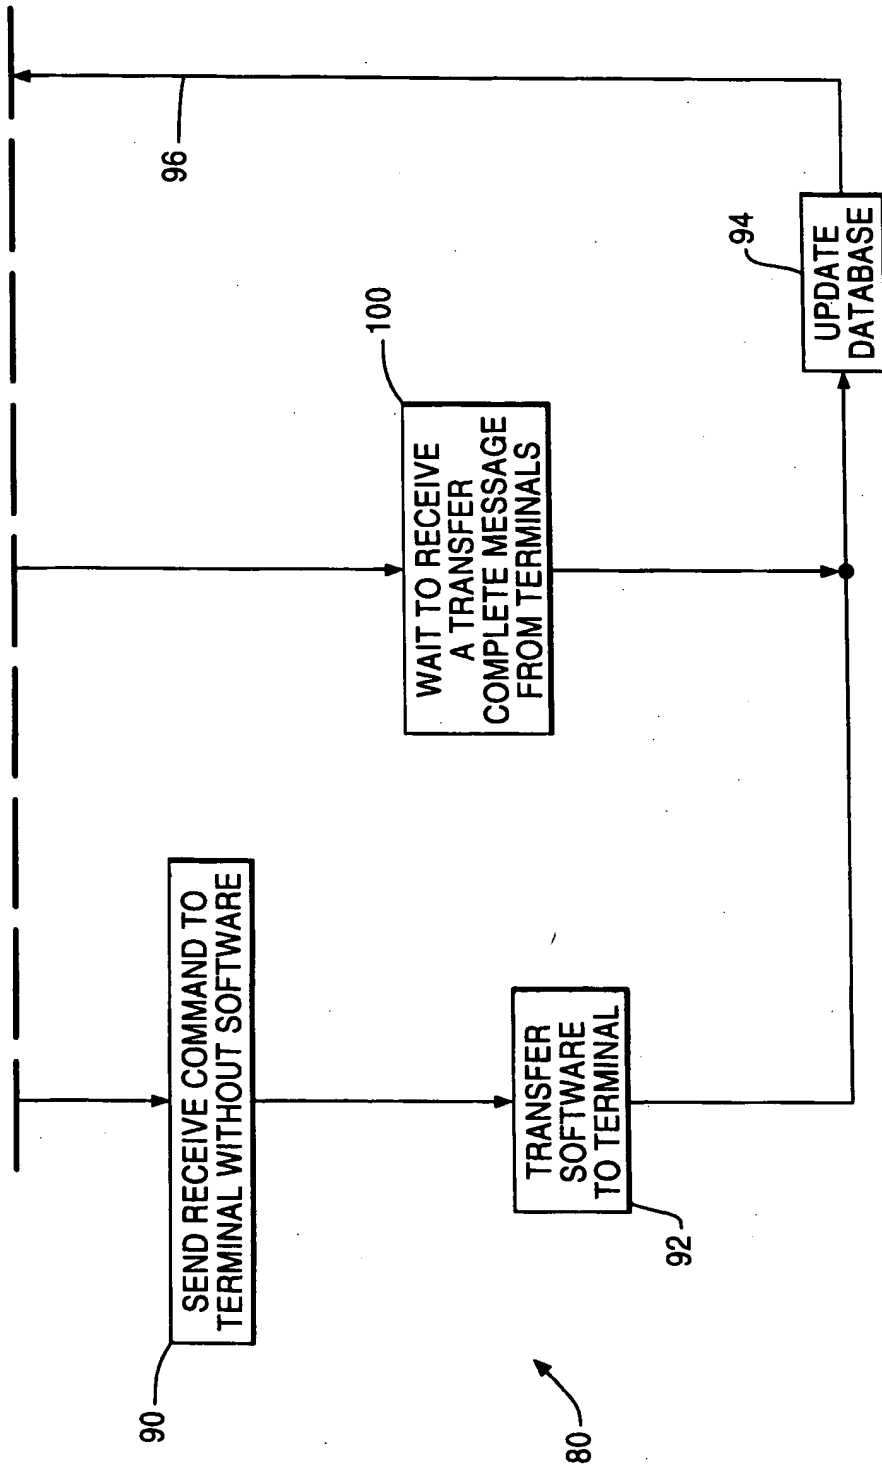 90
SEND RECEIVE COMMAND TO
TERMINAL WITHOUT SOFTWARE
96
100
WAIT TO RECEIVE
A TRANSFER
COMPLETE MESSAGE
FROM TERMINALS
80
92
TRANSFER
SOFTWARE
TO TERMINAL
94
UPDATE
DATABASE